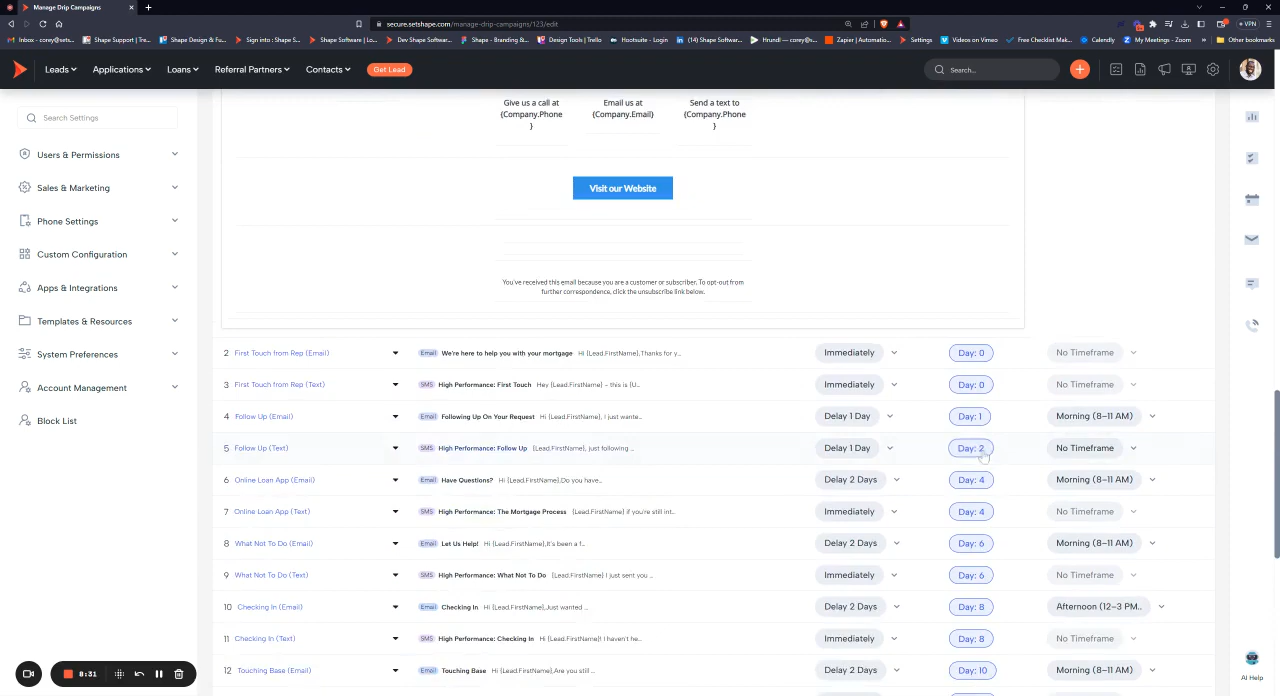 Manage Drip Campaigns
secure.setshape.com/manage-drip-campaigns/123/edit
VPN
Inbox - corey@sets...
Shape Support | Tre...
Shape Design & Fu...
Sign into : Shape S...
Shape Software | Lo...
Dev Shape Softwar...
Shape - Branding &...
Design Tools | Trello
Hootsuite - Login
(14) Shape Softwar...
Hrundl — corey@s...
Zapier | Automatio...
Settings
Videos on Vimeo
Free Checklist Mak...
Calendly
My Meetings - Zoom
Other bookmarks
Leads
Applications
Loans
Referral Partners
Contacts
Get Lead
Search...
Search Settings
Users & Permissions
Sales & Marketing
Phone Settings
Custom Configuration
Apps & Integrations
Templates & Resources
System Preferences
Account Management
Block List
Give us a call at
{Company.Phone
}
Email us at
{Company.Email}
Send a text to
{Company.Phone
}
Visit our Website
You've received this email because you are a customer or subscriber. To opt-out from
further correspondence, click the unsubscribe link below.
2 First Touch from Rep (Email) Email We're here to help you with your mortgage Hi {Lead.FirstName},Thanks for y... Immediately Day: 0 No Timeframe
3 First Touch from Rep (Text) SMS High Performance: First Touch Hey {Lead.FirstName} - this is {U... Immediately Day: 0 No Timeframe
4 Follow Up (Email) Email Following Up On Your Request Hi {Lead.FirstName}, I just wante... Delay 1 Day Day: 1 Morning (8–11 AM)
5 Follow Up (Text) SMS High Performance: Follow Up {Lead.FirstName}, just following ... Delay 1 Day Day: 2 No Timeframe
6 Online Loan App (Email) Email Have Questions? Hi {Lead.FirstName},Do you have... Delay 2 Days Day: 4 Morning (8–11 AM)
7 Online Loan App (Text) SMS High Performance: The Mortgage Process {Lead.FirstName} if you're still int... Immediately Day: 4 No Timeframe
8 What Not To Do (Email) Email Let Us Help! Hi {Lead.FirstName},It's been a f... Delay 2 Days Day: 6 Morning (8–11 AM)
9 What Not To Do (Text) SMS High Performance: What Not To Do {Lead.FirstName} I just sent you ... Immediately Day: 6 No Timeframe
10 Checking In (Email) Email Checking In Hi {Lead.FirstName},Just wanted ... Delay 2 Days Day: 8 Afternoon (12–3 PM..
11 Checking In (Text) SMS High Performance: Checking In Hi {Lead.FirstName}! I haven't he... Immediately Day: 8 No Timeframe
12 Touching Base (Email) Email Touching Base Hi {Lead.FirstName},Are you still ... Delay 2 Days Day: 10 Morning (8–11 AM)
8:31
AI Help